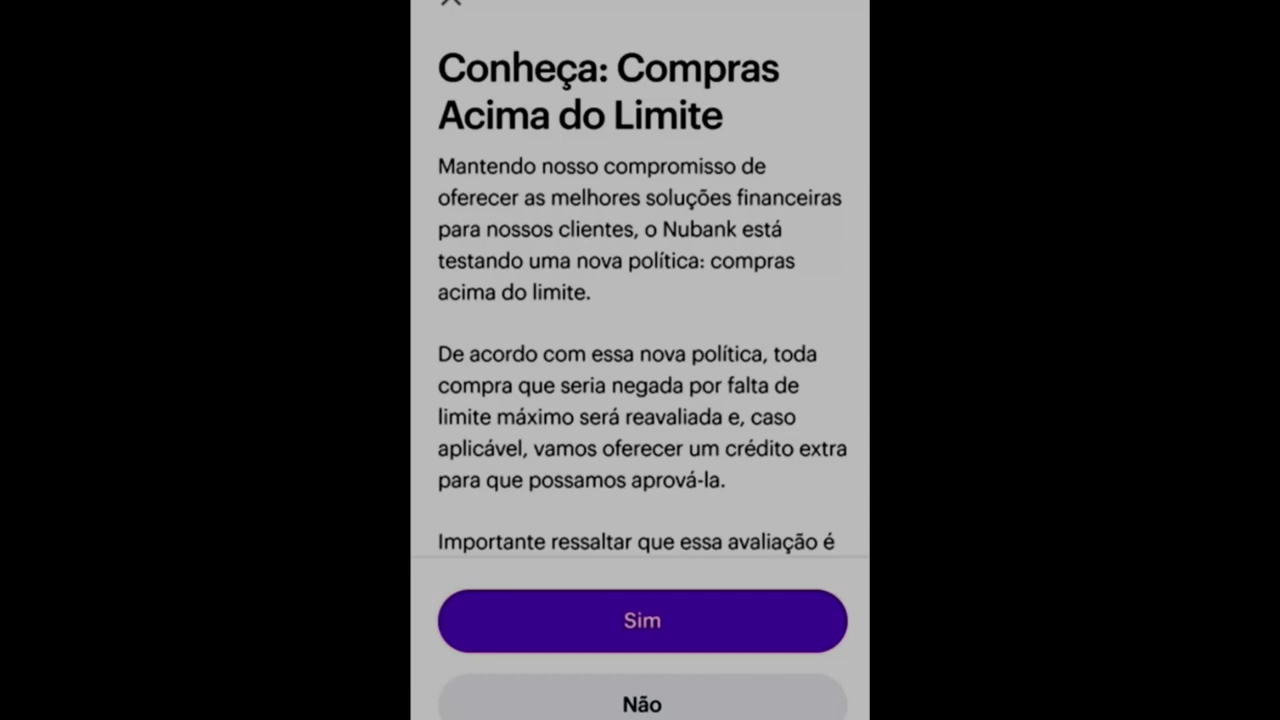 Conheça: Compras
Acima do Limite
Mantendo nosso compromisso de
oferecer as melhores soluções financeiras
para nossos clientes, o Nubank está
testando uma nova política: compras
acima do limite.
De acordo com essa nova política, toda
compra que seria negada por falta de
limite máximo será reavaliada e, caso
aplicável, vamos oferecer um crédito extra
para que possamos aprová-la.
Importante ressaltar que essa avaliação é
Sim
Não